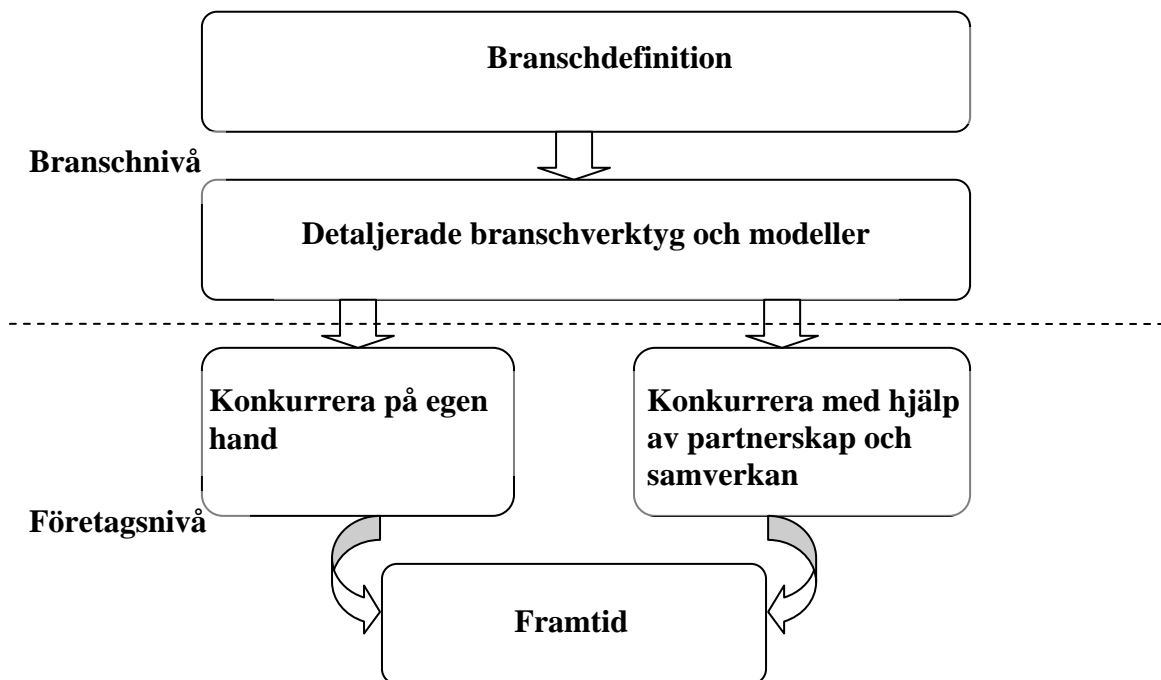 Branschdefinition
Branschnivå
Detaljerade branschverktyg och modeller
Konkurrera på egen
hand
Konkurrera med hjälp
av partnerskap och
samverkan
Företagsnivå
Framtid